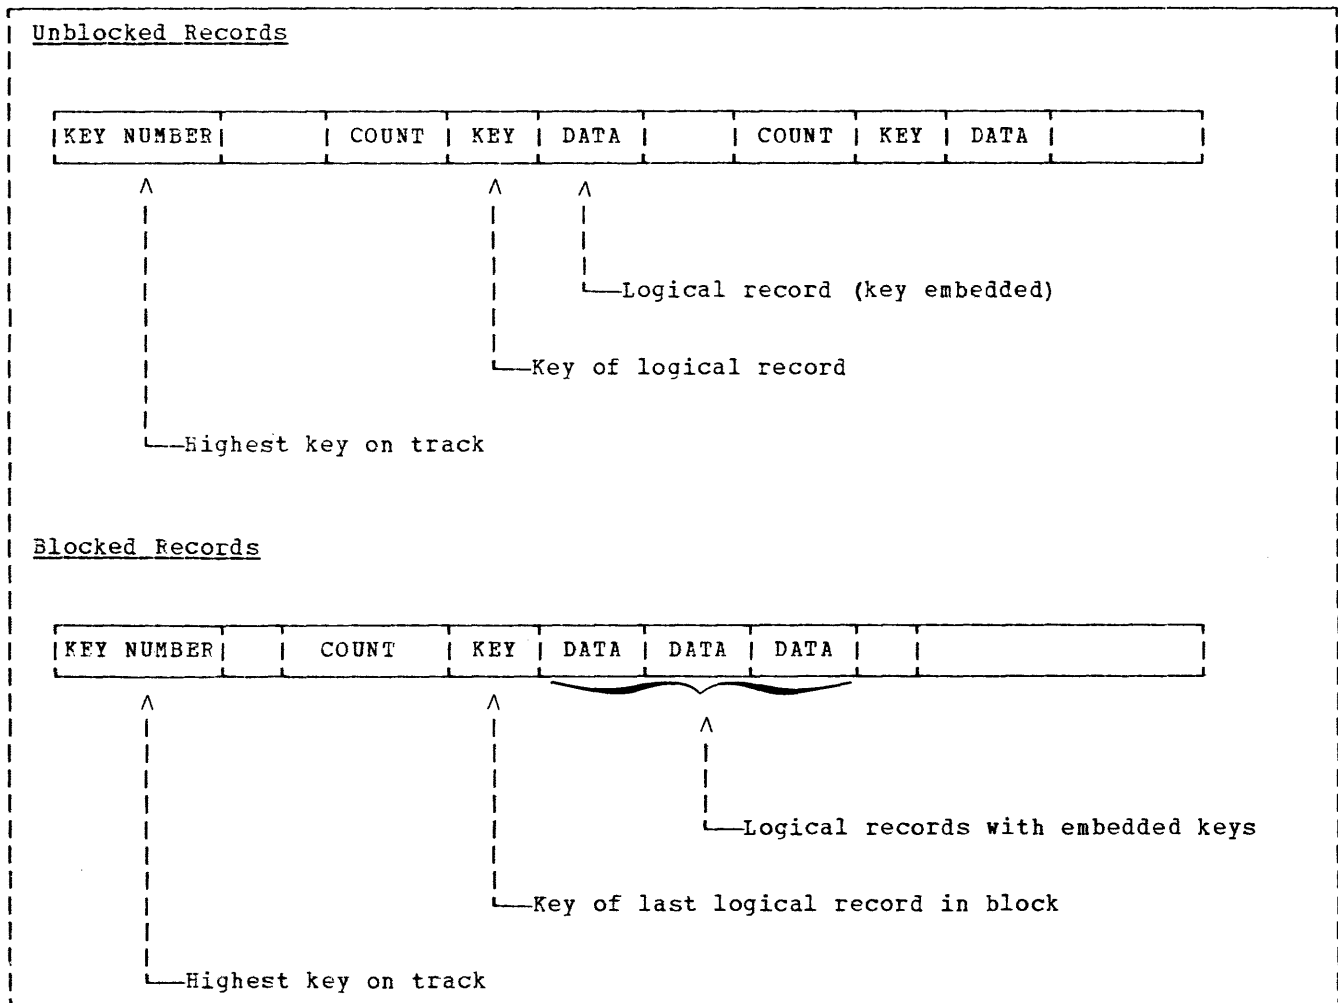 Unblocked Records
KEY NUMBER COUNT KEY DATA COUNT KEY DATA
Logical record (key embedded)
Key of logical record
Highest key on track
Blocked Records
KEY NUMBER COUNT KEY DATA DATA DATA
Logical records with embedded keys
Key of last logical record in block
Highest key on track